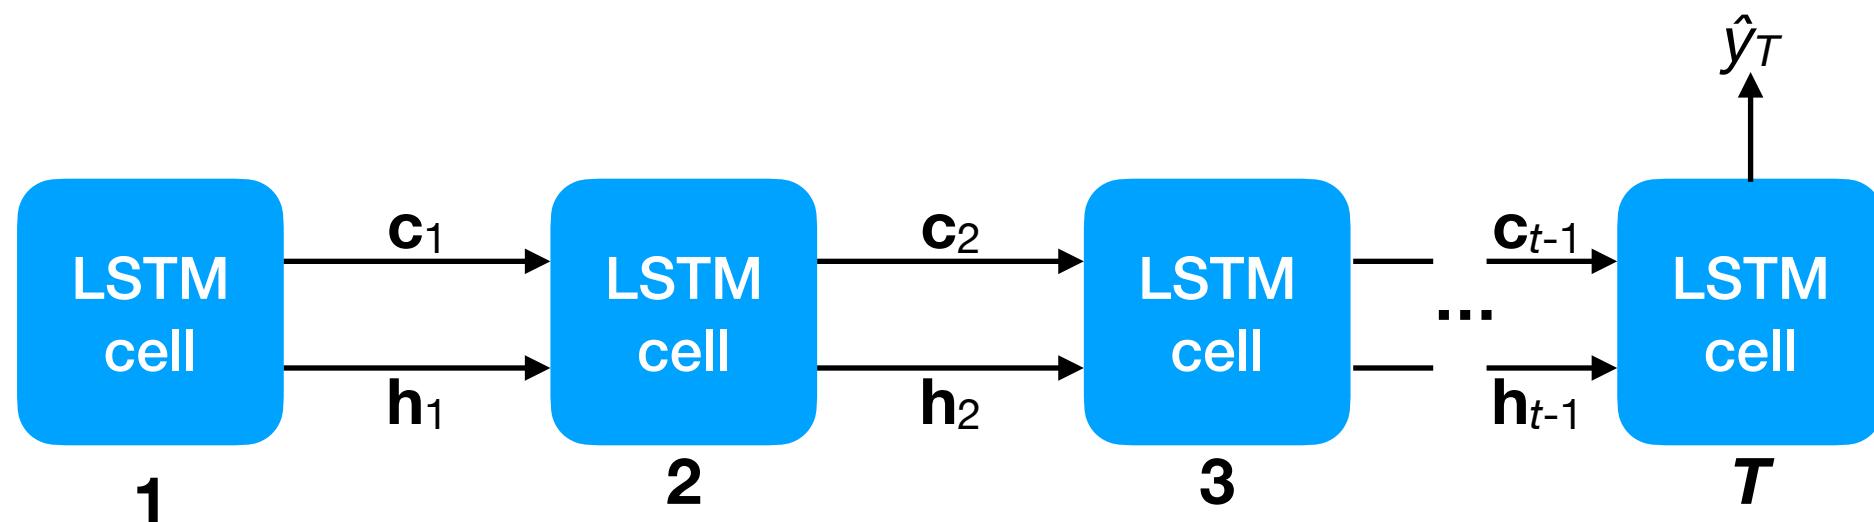 ŷT
c1
c2
ct-1
LSTM
cell
LSTM
cell
LSTM
cell
...
LSTM
cell
h1
h2
ht-1
1
2
3
T